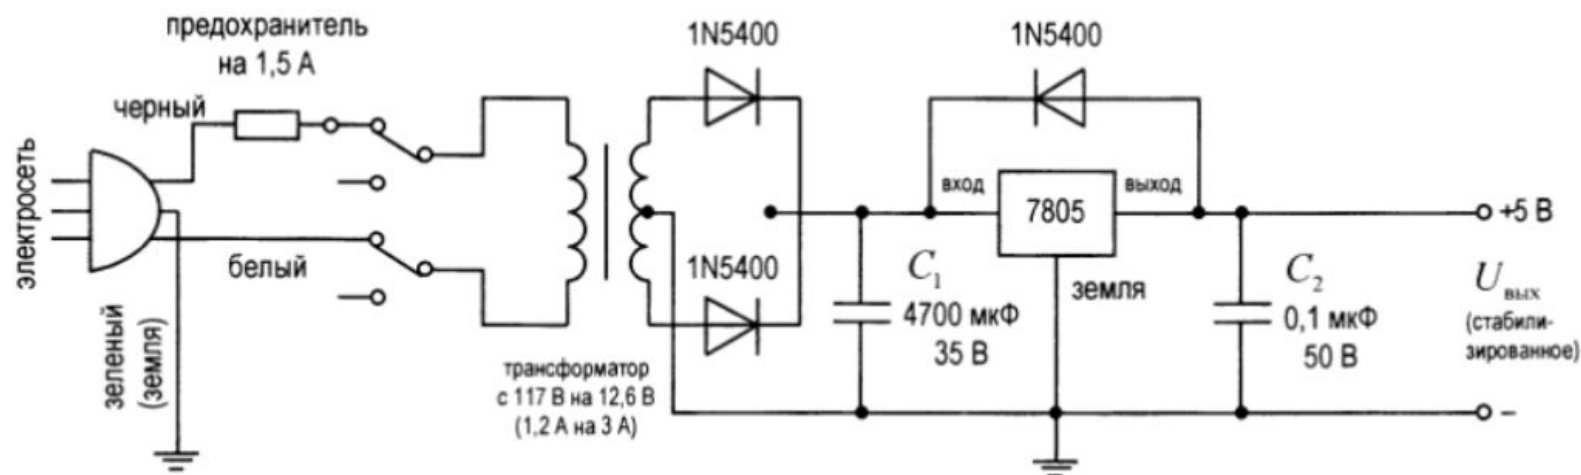 предохранитель
на 1,5 А
черный
электросеть
белый
зеленый
(земля)
трансформатор
с 117 В на 12,6 В
(1,2 А на 3 А)
1N5400
1N5400
1N5400
вход
7805
выход
земля
C₁
4700 мкФ
35 В
C₂
0,1 мкФ
50 В
+5 В
Uвых
(стабили-
зированное)
–